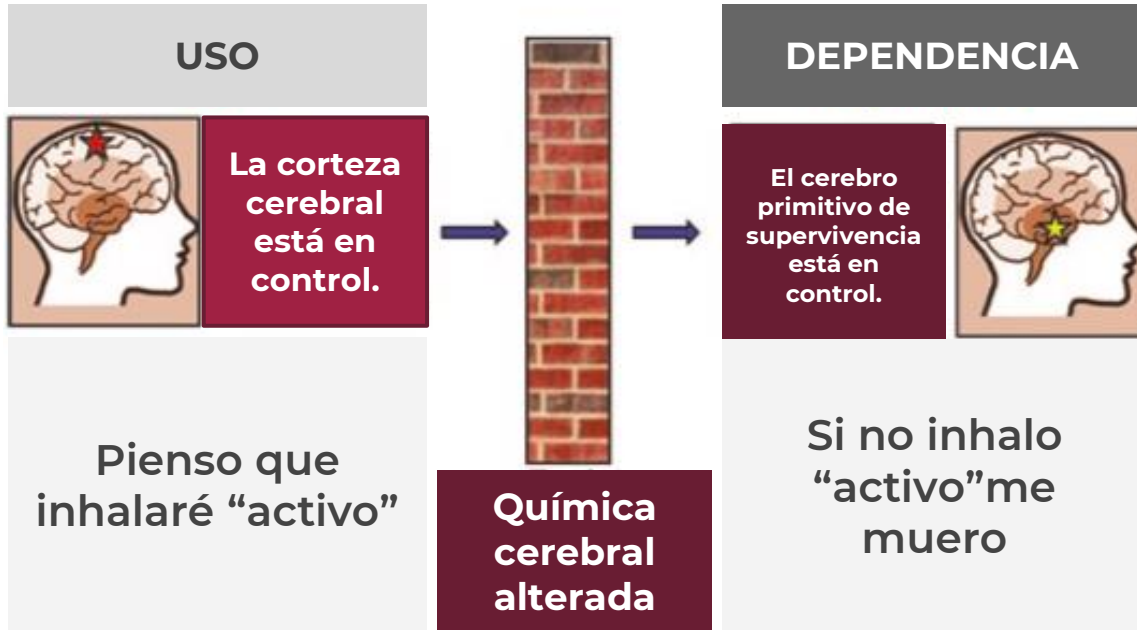 USO
La corteza
cerebral
está en
control.
Pienso que
inhalaré “activo”
Química
cerebral
alterada
DEPENDENCIA
El cerebro
primitivo de
supervivencia
está en
control.
Si no inhalo
“activo”me
muero